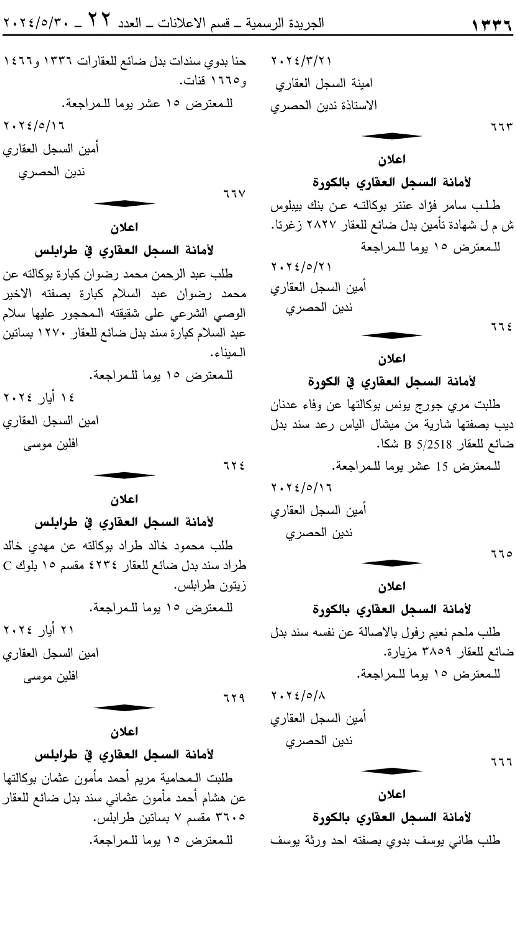 ١٣٣٦
الجريدة الرسمية ــ قسم الاعلانات ــ العدد ٢٢ ــ ٢٠٢٤/٥/٣٠
٢٠٢٤/٣/٢١
امينة السجل العقاري
الاستاذة ندين الحصري
٦٦٣
اعلان
لأمانة السجل العقاري بالكورة
طلب سامر فؤاد عنتر بوكالته عن بنك بيبلوس
ش م ل شهادة تأمين بدل ضائع للعقار ٢٨٢٧ زغرتا.
للمعترض ١٥ يوما للمراجعة
٢٠٢٤/٥/٢١
أمين السجل العقاري
ندين الحصري
٦٦٤
اعلان
لأمانة السجل العقاري في الكورة
طلبت مري جورج يونس بوكالتها عن وفاء عدنان
ديب بصفتها شارية من ميشال الياس رعد سند بدل
ضائع للعقار B 5/2518 شكا.
للمعترض 15 عشر يوما للمراجعة.
٢٠٢٤/٥/١٦
أمين السجل العقاري
ندين الحصري
٦٦٥
اعلان
لأمانة السجل العقاري بالكورة
طلب ملحم نعيم رفول بالاصالة عن نفسه سند بدل
ضائع للعقار ٣٨٥٩ مزيارة.
للمعترض ١٥ يوما للمراجعة.
٢٠٢٤/٥/٨
أمين السجل العقاري
ندين الحصري
٦٦٦
اعلان
لأمانة السجل العقاري بالكورة
طلب طاني يوسف بدوي بصفته احد ورثة يوسف
حنا بدوي سندات بدل ضائع للعقارات ١٣٣٦ و١٤٦٦
و١٦٦٥ قنات.
للمعترض ١٥ عشر يوما للمراجعة.
٢٠٢٤/٥/١٦
أمين السجل العقاري
ندين الحصري
٦٦٧
اعلان
لأمانة السجل العقاري في طرابلس
طلب عبد الرحمن محمد رضوان كبارة بوكالته عن
محمد رضوان عبد السلام كبارة بصفته الاخير
الوصي الشرعي على شقيقته المحجور عليها سلام
عبد السلام كبارة سند بدل ضائع للعقار ١٢٧٠ بساتين
الميناء.
للمعترض ١٥ يوما للمراجعة.
١٤ أيار ٢٠٢٤
أمين السجل العقاري
افلين موسى
٦٢٤
اعلان
لأمانة السجل العقاري في طرابلس
طلب محمود خالد طراد بوكالته عن مهدي خالد
طراد سند بدل ضائع للعقار ٤٢٣٤ مقسم ١٥ بلوك C
زيتون طرابلس.
للمعترض ١٥ يوما للمراجعة.
٢١ أيار ٢٠٢٤
امين السجل العقاري
افلين موسى
٦٢٩
اعلان
لأمانة السجل العقاري في طرابلس
طلبت المحامية مريم أحمد مأمون عثمان بوكالتها
عن هشام أحمد مأمون عثماني سند بدل ضائع للعقار
٣٦٠٥ مقسم ٧ بساتين طرابلس.
للمعترض ١٥ يوما للمراجعة.